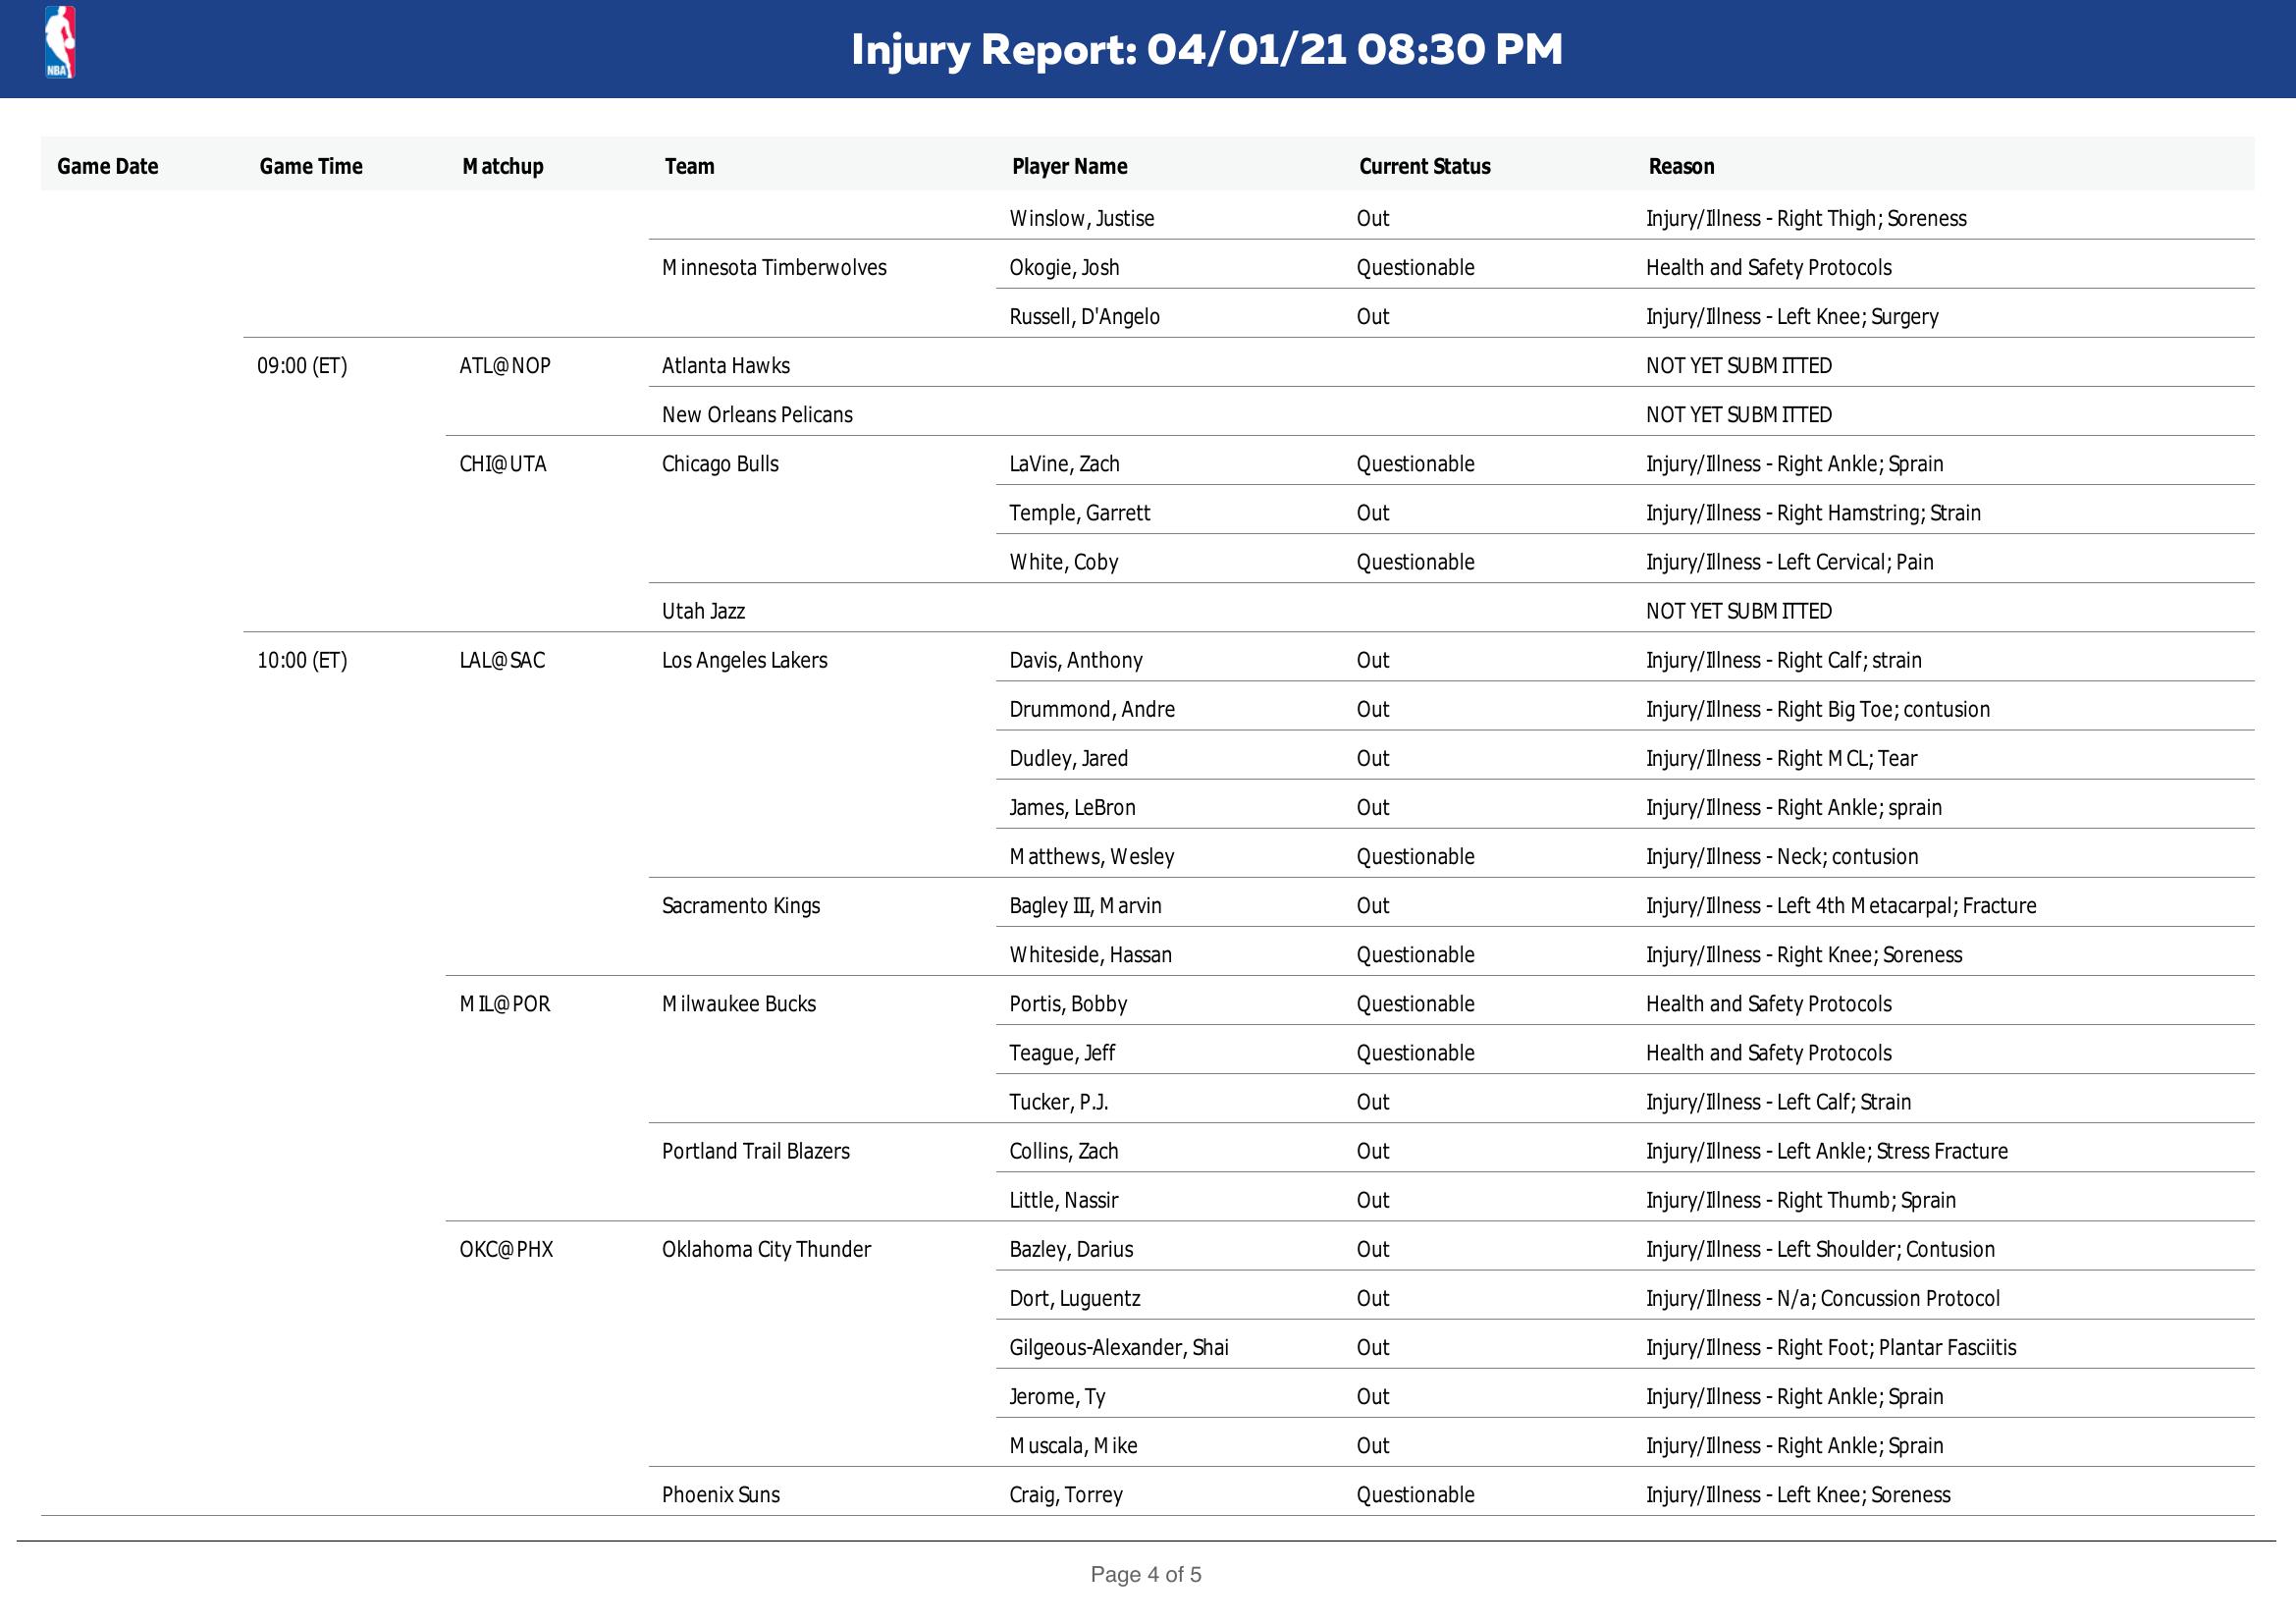 NBA
Injury Report: 04/01/21 08:30 PM
Game Date Game Time Matchup Team Player Name Current Status Reason
Winslow, Justise Out Injury/Illness - Right Thigh; Soreness
Minnesota Timberwolves Okogie, Josh Questionable Health and Safety Protocols
Russell, D'Angelo Out Injury/Illness - Left Knee; Surgery
09:00 (ET) ATL@NOP Atlanta Hawks NOT YET SUBMITTED
New Orleans Pelicans NOT YET SUBMITTED
CHI@UTA Chicago Bulls LaVine, Zach Questionable Injury/Illness - Right Ankle; Sprain
Temple, Garrett Out Injury/Illness - Right Hamstring; Strain
White, Coby Questionable Injury/Illness - Left Cervical; Pain
Utah Jazz NOT YET SUBMITTED
10:00 (ET) LAL@SAC Los Angeles Lakers Davis, Anthony Out Injury/Illness - Right Calf; strain
Drummond, Andre Out Injury/Illness - Right Big Toe; contusion
Dudley, Jared Out Injury/Illness - Right MCL; Tear
James, LeBron Out Injury/Illness - Right Ankle; sprain
Matthews, Wesley Questionable Injury/Illness - Neck; contusion
Sacramento Kings Bagley III, Marvin Out Injury/Illness - Left 4th Metacarpal; Fracture
Whiteside, Hassan Questionable Injury/Illness - Right Knee; Soreness
MIL@POR Milwaukee Bucks Portis, Bobby Questionable Health and Safety Protocols
Teague, Jeff Questionable Health and Safety Protocols
Tucker, P.J. Out Injury/Illness - Left Calf; Strain
Portland Trail Blazers Collins, Zach Out Injury/Illness - Left Ankle; Stress Fracture
Little, Nassir Out Injury/Illness - Right Thumb; Sprain
OKC@PHX Oklahoma City Thunder Bazley, Darius Out Injury/Illness - Left Shoulder; Contusion
Dort, Luguentz Out Injury/Illness - N/a; Concussion Protocol
Gilgeous-Alexander, Shai Out Injury/Illness - Right Foot; Plantar Fasciitis
Jerome, Ty Out Injury/Illness - Right Ankle; Sprain
Muscala, Mike Out Injury/Illness - Right Ankle; Sprain
Phoenix Suns Craig, Torrey Questionable Injury/Illness - Left Knee; Soreness
Page 4 of 5